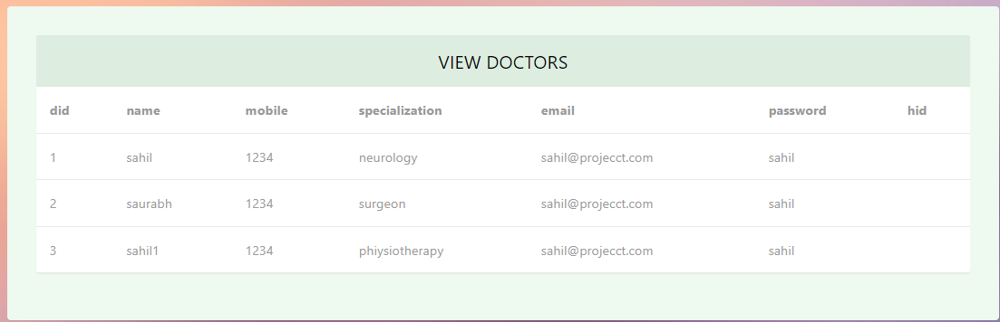 VIEW DOCTORS
did name mobile specialization email password hid
1 sahil 1234 neurology sahil@projecct.com sahil
2 saurabh 1234 surgeon sahil@projecct.com sahil
3 sahil1 1234 phiysiotherapy sahil@projecct.com sahil